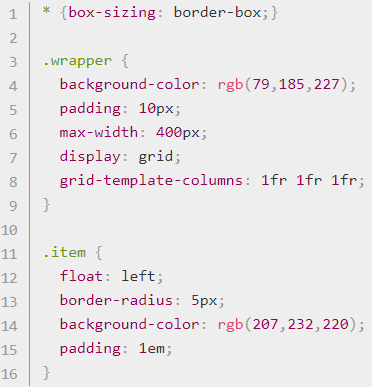 1 * {box-sizing: border-box;}
2
3 .wrapper {
4   background-color: rgb(79,185,227);
5   padding: 10px;
6   max-width: 400px;
7   display: grid;
8   grid-template-columns: 1fr 1fr 1fr;
9 }
10
11 .item {
12   float: left;
13   border-radius: 5px;
14   background-color: rgb(207,232,220);
15   padding: 1em;
16 }